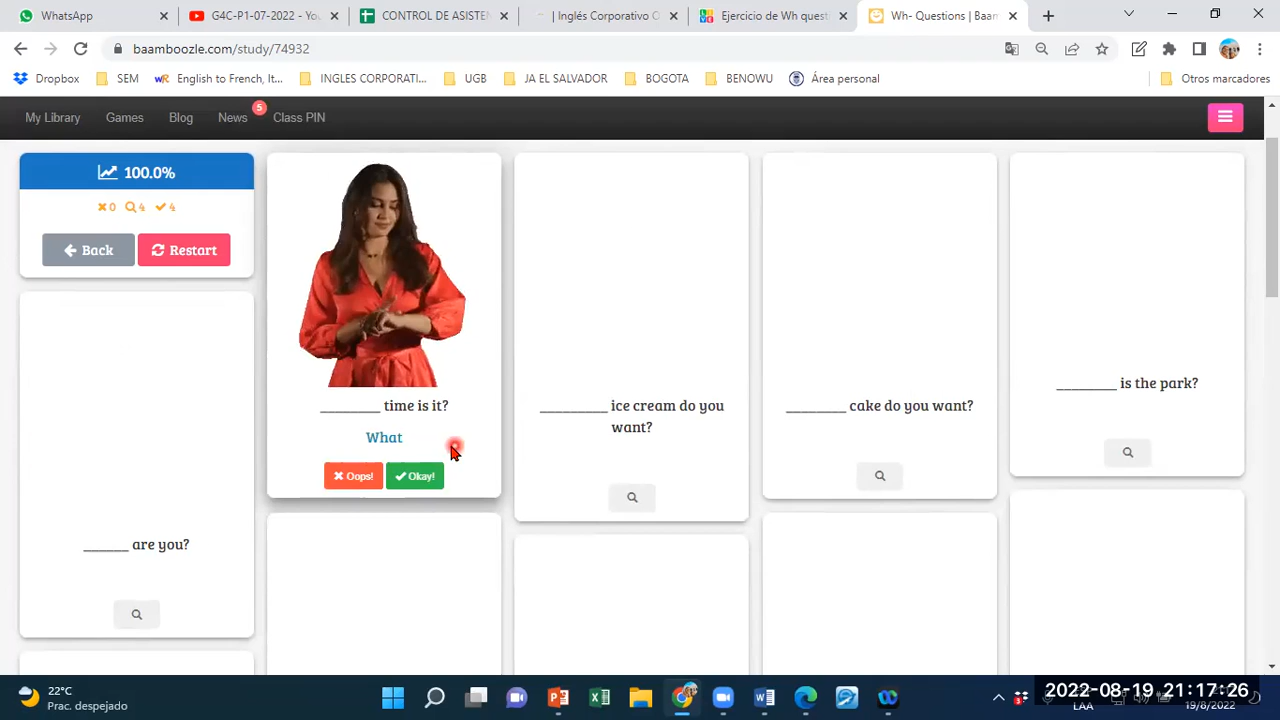 WhatsApp
G4C-P1-07-2022 - You
CONTROL DE ASISTEN
| Inglés Corporativo O
Ejercicio de Wh quest
Wh- Questions | Baam
baamboozle.com/study/74932
Dropbox
SEM
English to French, It...
INGLES CORPORATI...
UGB
JA EL SALVADOR
BOGOTA
BENOWU
Área personal
Otros marcadores
My Library
Games
Blog
News
5
Class PIN
100.0%
0 4 4
Back
Restart
________ time is it?
What
Oops!
Okay!
_________ ice cream do you
want?
________ cake do you want?
________ is the park?
______ are you?
22°C
Prac. despejado
2022-08-19 21:17:26
LAA
19/8/2022